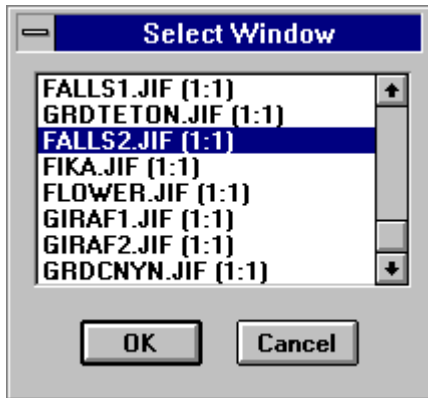 Select Window
FALLS1.JIF (1:1)
GRDTETON.JIF (1:1)
FALLS2.JIF (1:1)
FIKA.JIF (1:1)
FLOWER.JIF (1:1)
GIRAF1.JIF (1:1)
GIRAF2.JIF (1:1)
GRDCNYN.JIF (1:1)
OK Cancel